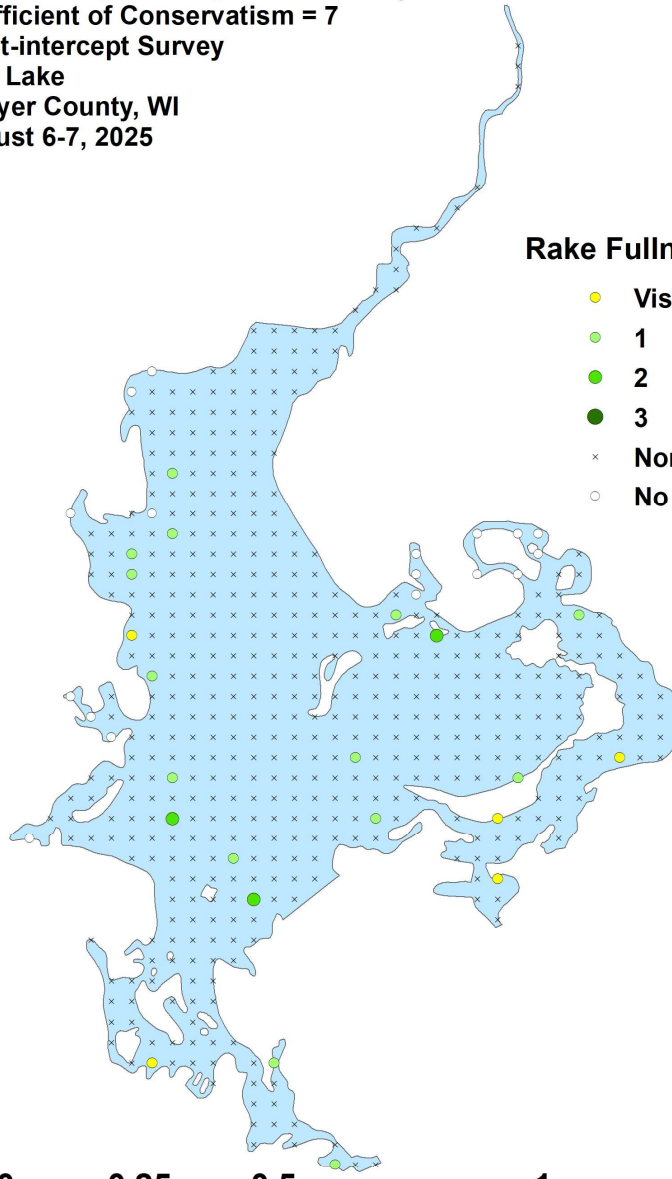 fficient of Conservatism = 7
t-intercept Survey
Lake
yer County, WI
ust 6-7, 2025
Rake Fulln
Vis
1
2
3
Non
No
0.25
0.5
1